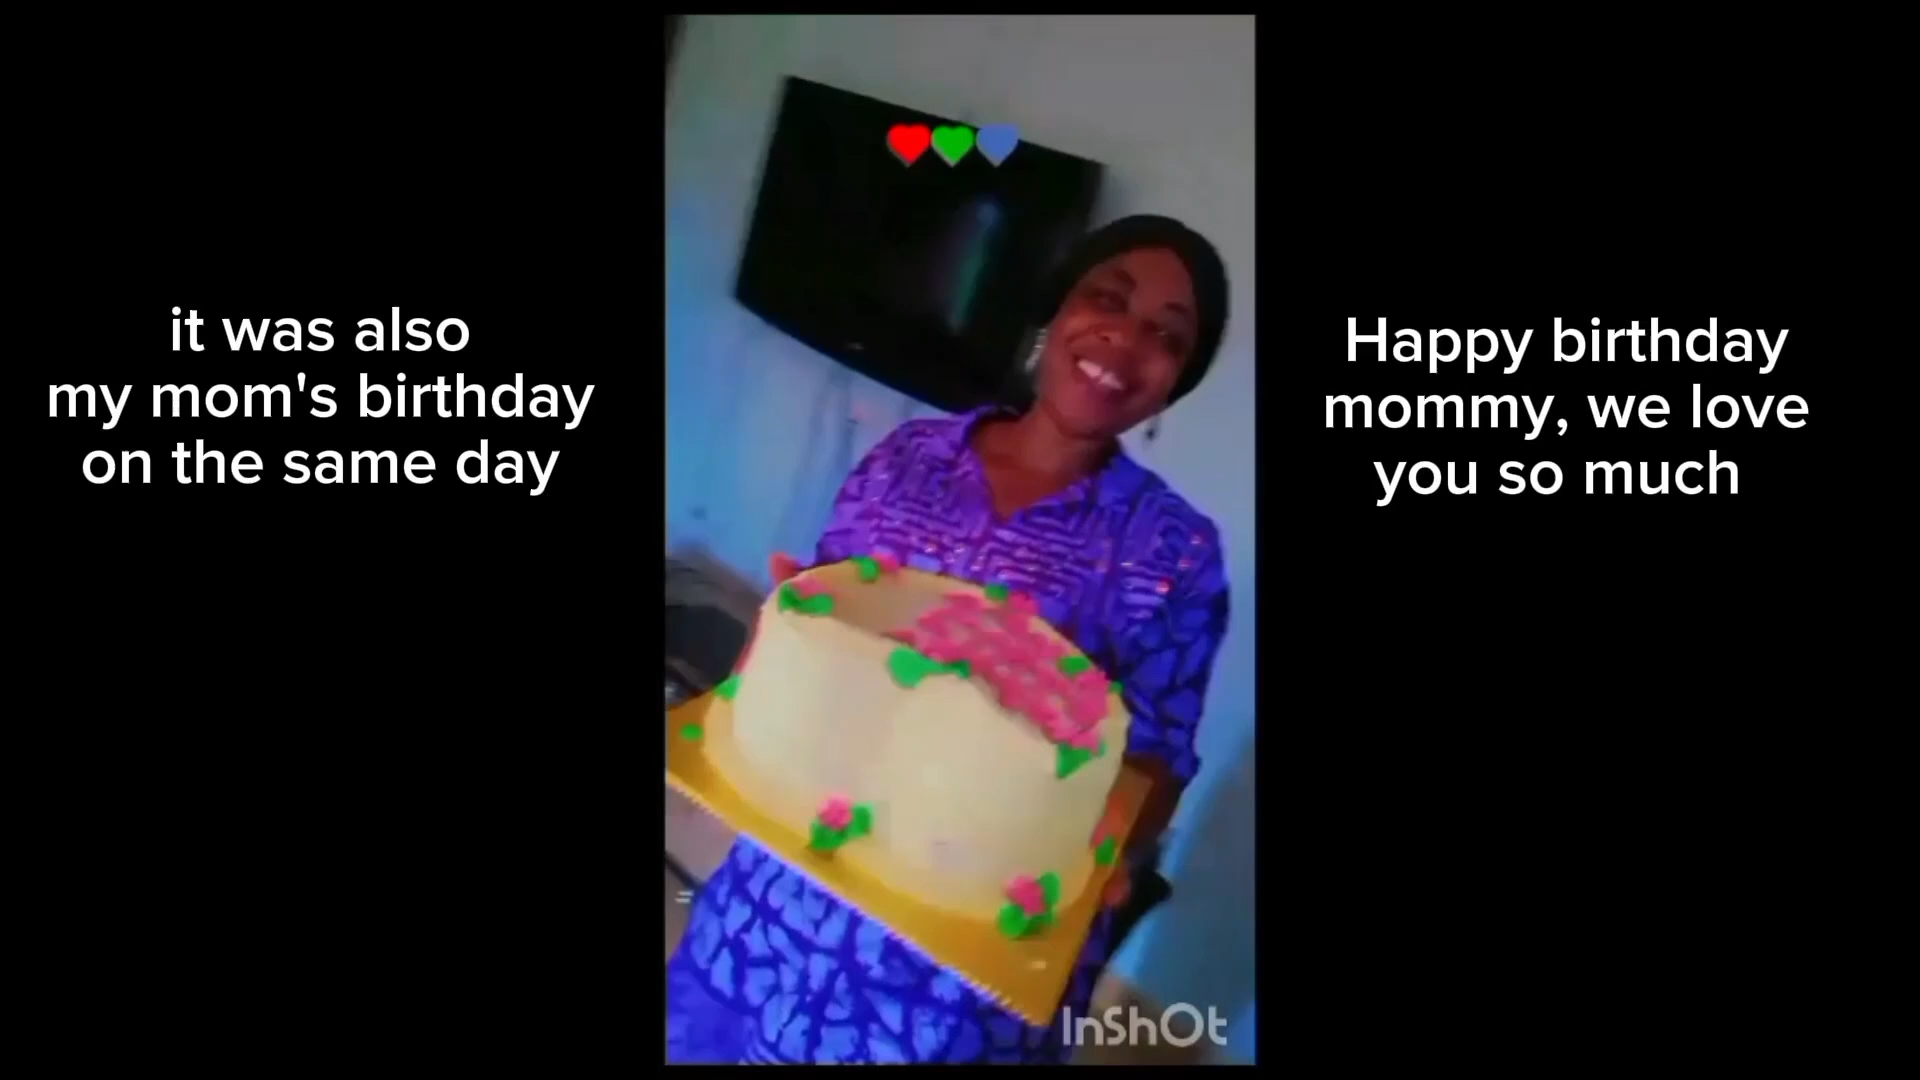 it was also
my mom's birthday
on the same day
Happy birthday
mommy, we love
you so much
InShOt